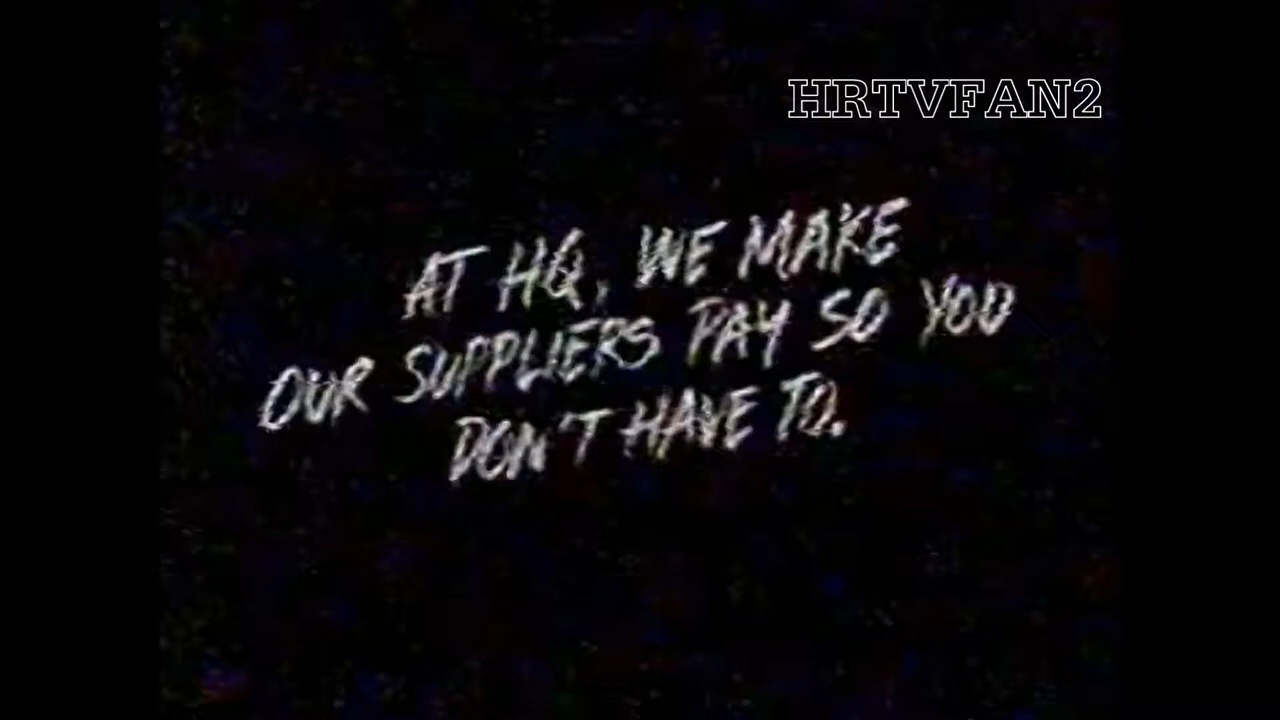 HRTVFAN2
AT HQ, WE MAKE
OUR SUPPLIERS PAY SO YOU
DON'T HAVE TO.